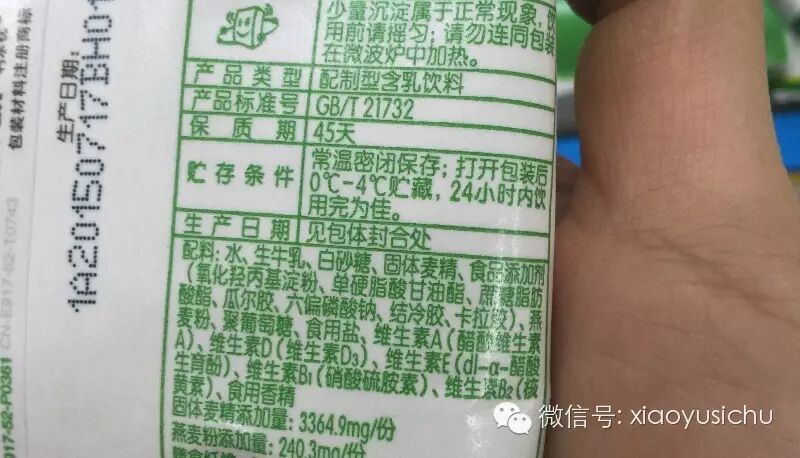 少量沉淀属于正常现象，饮
用前请摇匀；请勿连同包装
在微波炉中加热。
产品类型 配制型含乳饮料
产品标准号 GB/T 21732
保质期 45天
贮存条件 常温密闭保存；打开包装后
0℃-4℃贮藏，24小时内饮
用完为佳。
生产日期 见包体封合处
配料：水、生牛乳、白砂糖、固体麦精、食品添加剂
（氧化羟丙基淀粉、单硬脂酸甘油酯、蔗糖脂肪
酸酯、瓜尔胶、六偏磷酸钠、结冷胶、卡拉胶）、燕
麦粉、聚葡萄糖、食用盐、维生素A（醋酸维生素
A）、维生素D（维生素D₃）、维生素E（dl-α-醋酸
生育酚）、维生素B₁（硝酸硫胺素）、维生素B₂（核
黄素）、食用香精
固体麦精添加量：3364.9mg/份
燕麦粉添加量：240.3mg/份
生产日期：
1A20150717BH01
包装材料注册商标
CN-E917-62-T0743
017-52-P0361
微信号: xiaoyusichu